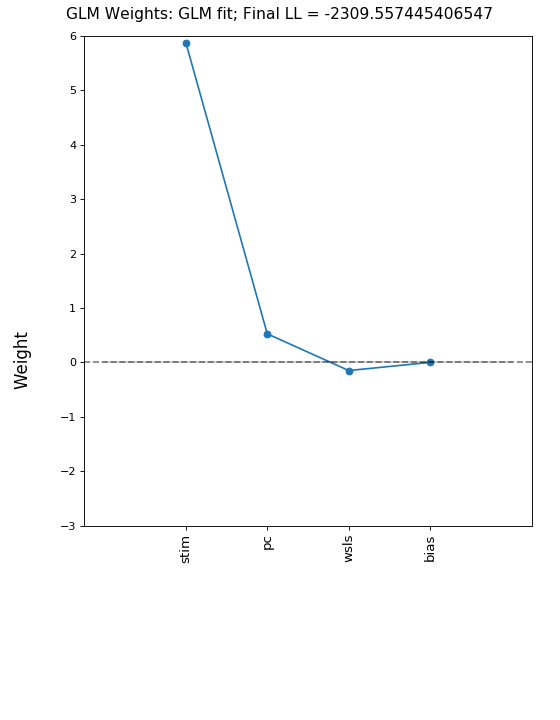 GLM Weights: GLM fit; Final LL = -2309.557445406547
6
5
4
3
2
1
0
−1
−2
−3
Weight
stim
pc
wsls
bias